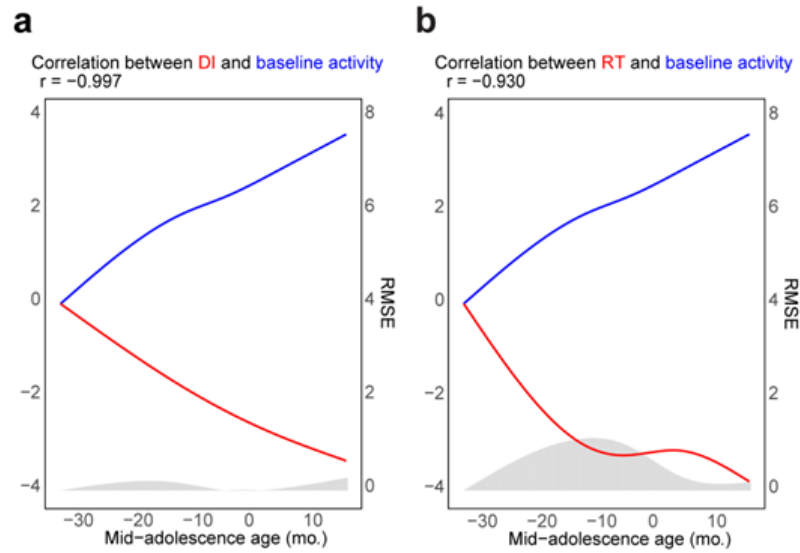 a
Correlation between DI and baseline activity
r = −0.997
4
2
0
−2
−4
8
6
4
2
0
RMSE
−30 −20 −10 0 10
Mid−adolescence age (mo.)
b
Correlation between RT and baseline activity
r = −0.930
4
2
0
−2
−4
8
6
4
2
0
RMSE
−30 −20 −10 0 10
Mid−adolescence age (mo.)